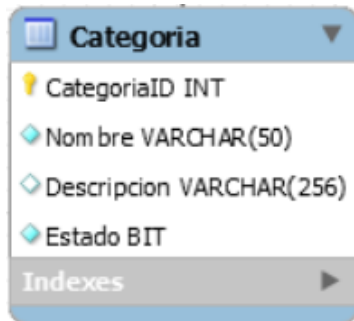 Categoria
CategoriaID INT
Nombre VARCHAR(50)
Descripcion VARCHAR(256)
Estado BIT
Indexes